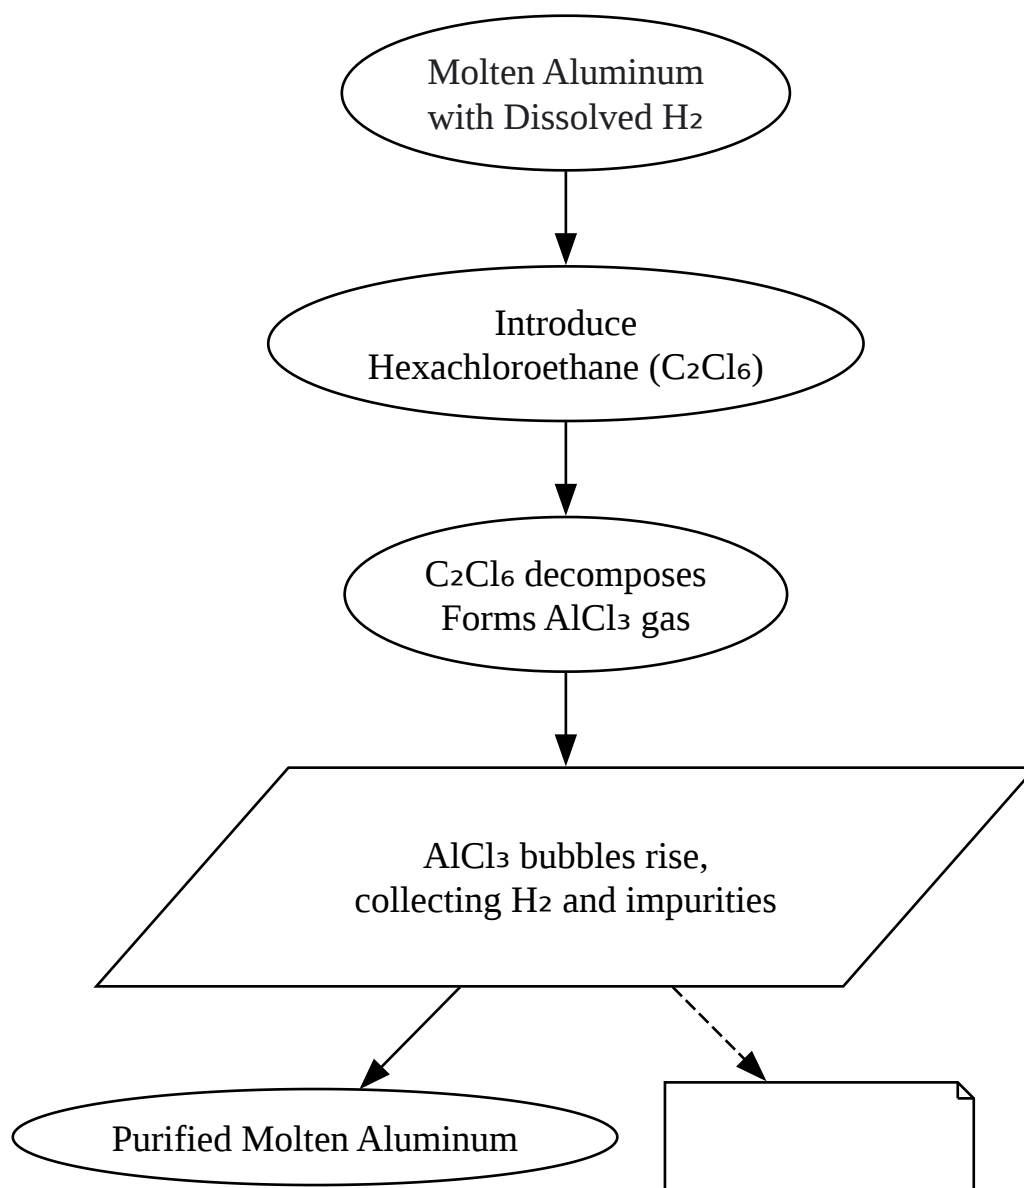 Molten Aluminum
with Dissolved H₂
Introduce
Hexachloroethane (C₂Cl₆)
C₂Cl₆ decomposes
Forms AlCl₃ gas
AlCl₃ bubbles rise,
collecting H₂ and impurities
Purified Molten Aluminum